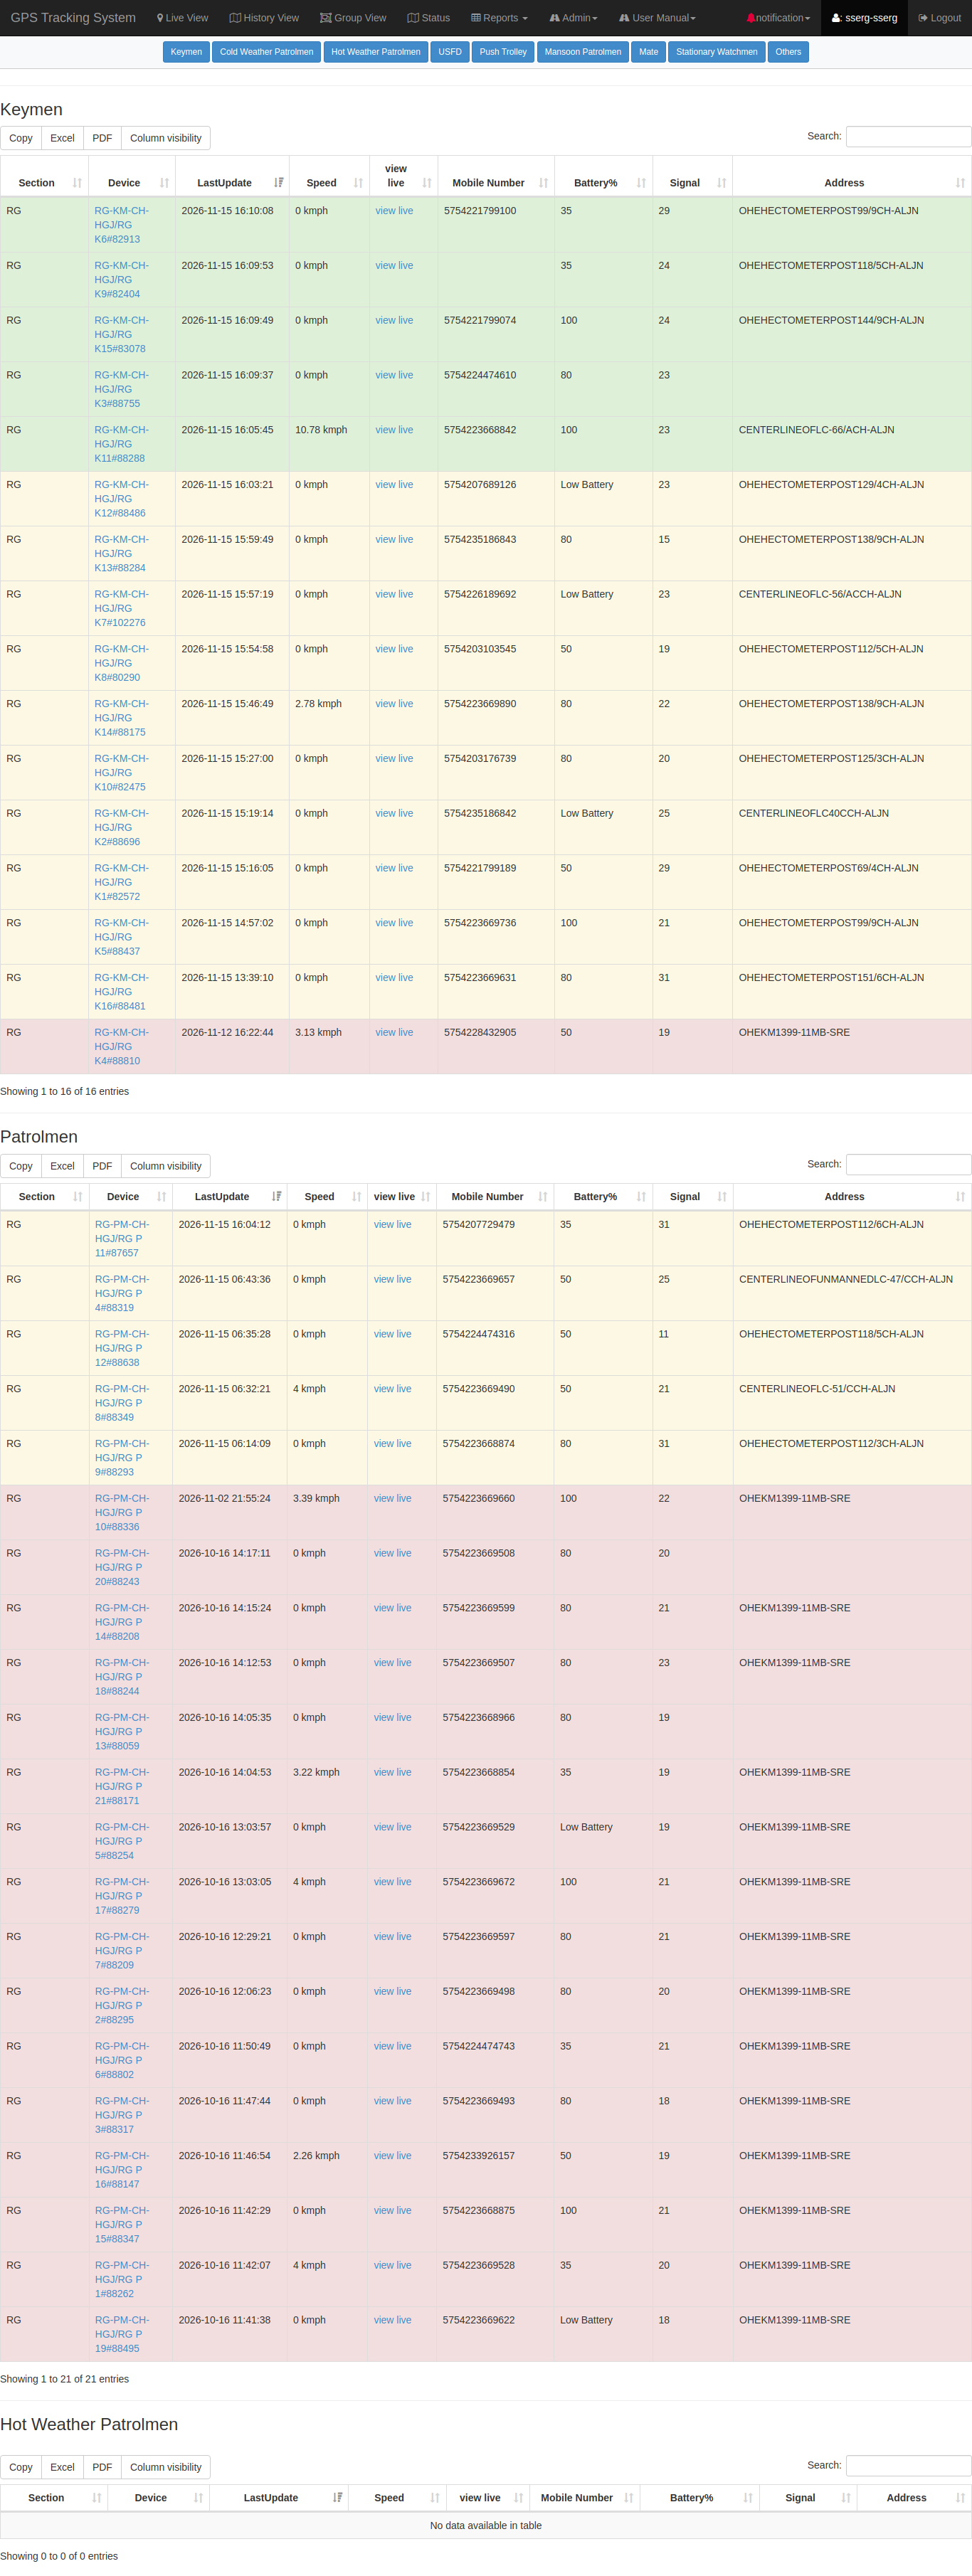 GPS Tracking System Live View History View Group View Status Reports Admin User Manual notification : sserg-sserg Logout
Keymen Cold Weather Patrolmen Hot Weather Patrolmen USFD Push Trolley Mansoon Patrolmen Mate Stationary Watchmen Others
Keymen
Copy Excel PDF Column visibility Search:
view
Section Device LastUpdate Speed live Mobile Number Battery% Signal Address
RG RG-KM-CH- 2026-11-15 16:10:08 0 kmph view live 5754221799100 35 29 OHEHECTOMETERPOST99/9CH-ALJN
HGJ/RG
K6#82913
RG RG-KM-CH- 2026-11-15 16:09:53 0 kmph view live 35 24 OHEHECTOMETERPOST118/5CH-ALJN
HGJ/RG
K9#82404
RG RG-KM-CH- 2026-11-15 16:09:49 0 kmph view live 5754221799074 100 24 OHEHECTOMETERPOST144/9CH-ALJN
HGJ/RG
K15#83078
RG RG-KM-CH- 2026-11-15 16:09:37 0 kmph view live 5754224474610 80 23
HGJ/RG
K3#88755
RG RG-KM-CH- 2026-11-15 16:05:45 10.78 kmph view live 5754223668842 100 23 CENTERLINEOFLC-66/ACH-ALJN
HGJ/RG
K11#88288
RG RG-KM-CH- 2026-11-15 16:03:21 0 kmph view live 5754207689126 Low Battery 23 OHEHECTOMETERPOST129/4CH-ALJN
HGJ/RG
K12#88486
RG RG-KM-CH- 2026-11-15 15:59:49 0 kmph view live 5754235186843 80 15 OHEHECTOMETERPOST138/9CH-ALJN
HGJ/RG
K13#88284
RG RG-KM-CH- 2026-11-15 15:57:19 0 kmph view live 5754226189692 Low Battery 23 CENTERLINEOFLC-56/ACCH-ALJN
HGJ/RG
K7#102276
RG RG-KM-CH- 2026-11-15 15:54:58 0 kmph view live 5754203103545 50 19 OHEHECTOMETERPOST112/5CH-ALJN
HGJ/RG
K8#80290
RG RG-KM-CH- 2026-11-15 15:46:49 2.78 kmph view live 5754223669890 80 22 OHEHECTOMETERPOST138/9CH-ALJN
HGJ/RG
K14#88175
RG RG-KM-CH- 2026-11-15 15:27:00 0 kmph view live 5754203176739 80 20 OHEHECTOMETERPOST125/3CH-ALJN
HGJ/RG
K10#82475
RG RG-KM-CH- 2026-11-15 15:19:14 0 kmph view live 5754235186842 Low Battery 25 CENTERLINEOFLC40CCH-ALJN
HGJ/RG
K2#88696
RG RG-KM-CH- 2026-11-15 15:16:05 0 kmph view live 5754221799189 50 29 OHEHECTOMETERPOST69/4CH-ALJN
HGJ/RG
K1#82572
RG RG-KM-CH- 2026-11-15 14:57:02 0 kmph view live 5754223669736 100 21 OHEHECTOMETERPOST99/9CH-ALJN
HGJ/RG
K5#88437
RG RG-KM-CH- 2026-11-15 13:39:10 0 kmph view live 5754223669631 80 31 OHEHECTOMETERPOST151/6CH-ALJN
HGJ/RG
K16#88481
RG RG-KM-CH- 2026-11-12 16:22:44 3.13 kmph view live 5754228432905 50 19 OHEKM1399-11MB-SRE
HGJ/RG
K4#88810
Showing 1 to 16 of 16 entries
Patrolmen
Copy Excel PDF Column visibility Search:
Section Device LastUpdate Speed view live Mobile Number Battery% Signal Address
RG RG-PM-CH- 2026-11-15 16:04:12 0 kmph view live 5754207729479 35 31 OHEHECTOMETERPOST112/6CH-ALJN
HGJ/RG P
11#87657
RG RG-PM-CH- 2026-11-15 06:43:36 0 kmph view live 5754223669657 50 25 CENTERLINEOFUNMANNEDLC-47/CCH-ALJN
HGJ/RG P
4#88319
RG RG-PM-CH- 2026-11-15 06:35:28 0 kmph view live 5754224474316 50 11 OHEHECTOMETERPOST118/5CH-ALJN
HGJ/RG P
12#88638
RG RG-PM-CH- 2026-11-15 06:32:21 4 kmph view live 5754223669490 50 21 CENTERLINEOFLC-51/CCH-ALJN
HGJ/RG P
8#88349
RG RG-PM-CH- 2026-11-15 06:14:09 0 kmph view live 5754223668874 80 31 OHEHECTOMETERPOST112/3CH-ALJN
HGJ/RG P
9#88293
RG RG-PM-CH- 2026-11-02 21:55:24 3.39 kmph view live 5754223669660 100 22 OHEKM1399-11MB-SRE
HGJ/RG P
10#88336
RG RG-PM-CH- 2026-10-16 14:17:11 0 kmph view live 5754223669508 80 20
HGJ/RG P
20#88243
RG RG-PM-CH- 2026-10-16 14:15:24 0 kmph view live 5754223669599 80 21 OHEKM1399-11MB-SRE
HGJ/RG P
14#88208
RG RG-PM-CH- 2026-10-16 14:12:53 0 kmph view live 5754223669507 80 23 OHEKM1399-11MB-SRE
HGJ/RG P
18#88244
RG RG-PM-CH- 2026-10-16 14:05:35 0 kmph view live 5754223668966 80 19
HGJ/RG P
13#88059
RG RG-PM-CH- 2026-10-16 14:04:53 3.22 kmph view live 5754223668854 35 19 OHEKM1399-11MB-SRE
HGJ/RG P
21#88171
RG RG-PM-CH- 2026-10-16 13:03:57 0 kmph view live 5754223669529 Low Battery 19 OHEKM1399-11MB-SRE
HGJ/RG P
5#88254
RG RG-PM-CH- 2026-10-16 13:03:05 4 kmph view live 5754223669672 100 21 OHEKM1399-11MB-SRE
HGJ/RG P
17#88279
RG RG-PM-CH- 2026-10-16 12:29:21 0 kmph view live 5754223669597 80 21 OHEKM1399-11MB-SRE
HGJ/RG P
7#88209
RG RG-PM-CH- 2026-10-16 12:06:23 0 kmph view live 5754223669498 80 20 OHEKM1399-11MB-SRE
HGJ/RG P
2#88295
RG RG-PM-CH- 2026-10-16 11:50:49 0 kmph view live 5754224474743 35 21 OHEKM1399-11MB-SRE
HGJ/RG P
6#88802
RG RG-PM-CH- 2026-10-16 11:47:44 0 kmph view live 5754223669493 80 18 OHEKM1399-11MB-SRE
HGJ/RG P
3#88317
RG RG-PM-CH- 2026-10-16 11:46:54 2.26 kmph view live 5754233926157 50 19 OHEKM1399-11MB-SRE
HGJ/RG P
16#88147
RG RG-PM-CH- 2026-10-16 11:42:29 0 kmph view live 5754223668875 100 21 OHEKM1399-11MB-SRE
HGJ/RG P
15#88347
RG RG-PM-CH- 2026-10-16 11:42:07 4 kmph view live 5754223669528 35 20 OHEKM1399-11MB-SRE
HGJ/RG P
1#88262
RG RG-PM-CH- 2026-10-16 11:41:38 0 kmph view live 5754223669622 Low Battery 18 OHEKM1399-11MB-SRE
HGJ/RG P
19#88495
Showing 1 to 21 of 21 entries
Hot Weather Patrolmen
Copy Excel PDF Column visibility Search:
Section Device LastUpdate Speed view live Mobile Number Battery% Signal Address
No data available in table
Showing 0 to 0 of 0 entries